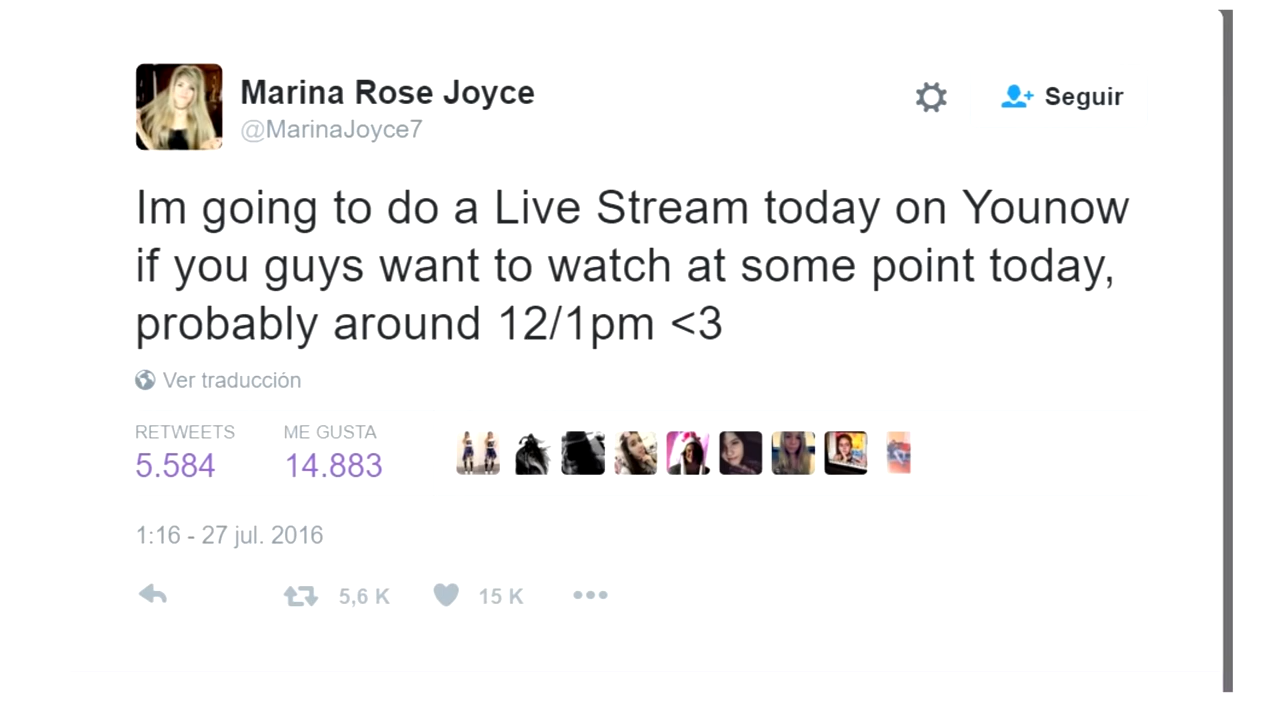 Marina Rose Joyce
@MarinaJoyce7
Seguir
Im going to do a Live Stream today on Younow
if you guys want to watch at some point today,
probably around 12/1pm <3
Ver traducción
RETWEETS ME GUSTA
5.584 14.883
1:16 - 27 jul. 2016
5,6 K 15 K